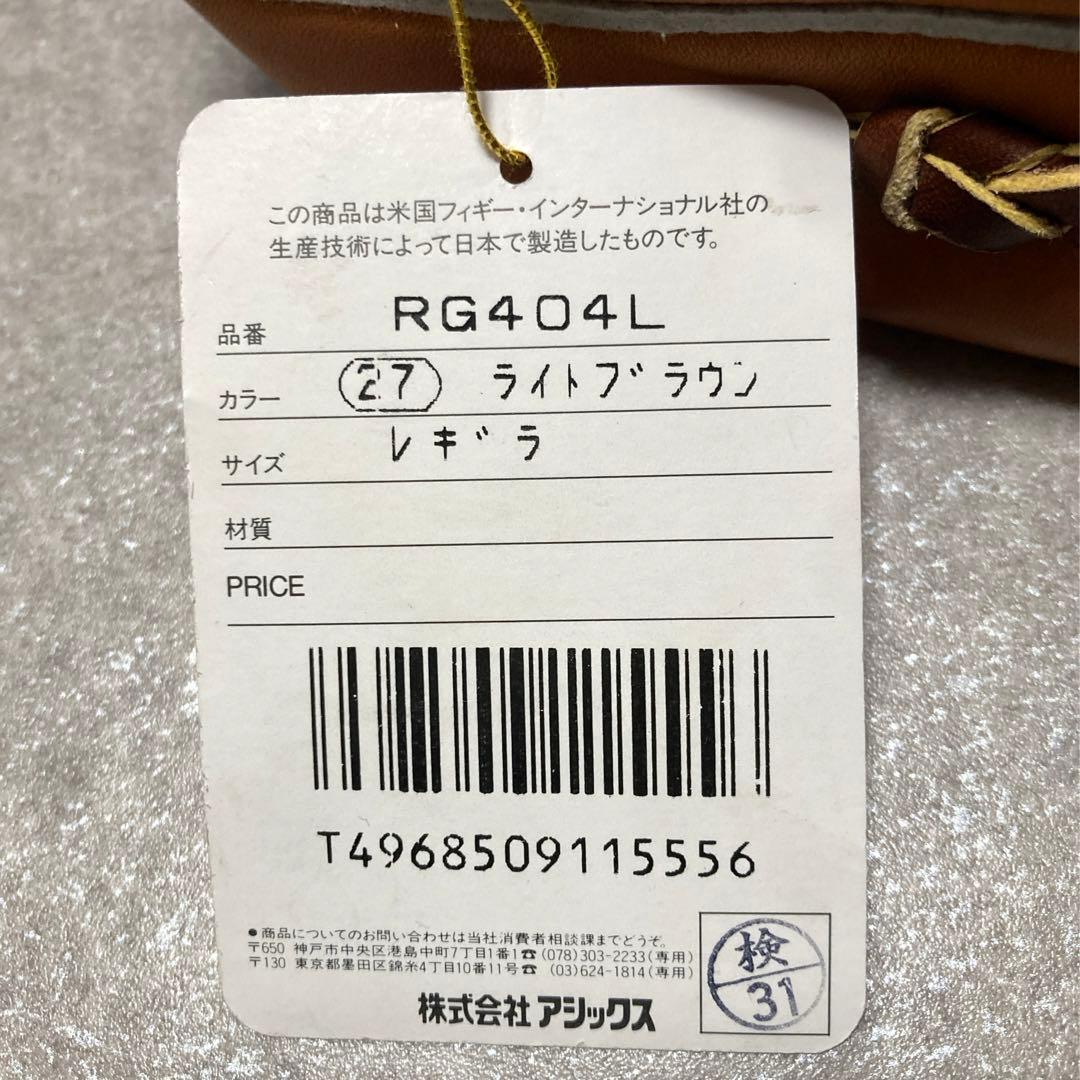 この商品は米国フィギー・インターナショナル社の
生産技術によって日本で製造したものです。
品番 RG404L
カラー 27 ライトブラウン
サイズ レギラ
材質
PRICE
T4968509115556
●商品についてのお問い合わせは当社消費者相談課までどうぞ。
〒650 神戸市中央区港島中町7丁目1番1☎(078)303-2233(専用)
〒130 東京都墨田区錦糸4丁目10番11号☎ (03)624-1814(専用)
株式会社アシックス
検
31